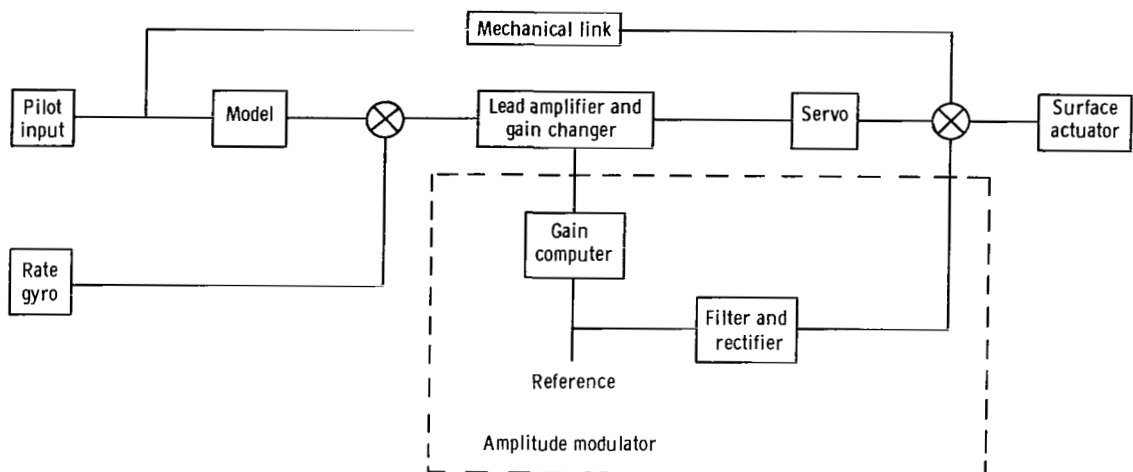 Mechanical link
Pilot
input
Model
Lead amplifier and
gain changer
Servo
Surface
actuator
Gain
computer
Rate
gyro
Filter and
rectifier
Reference
Amplitude modulator